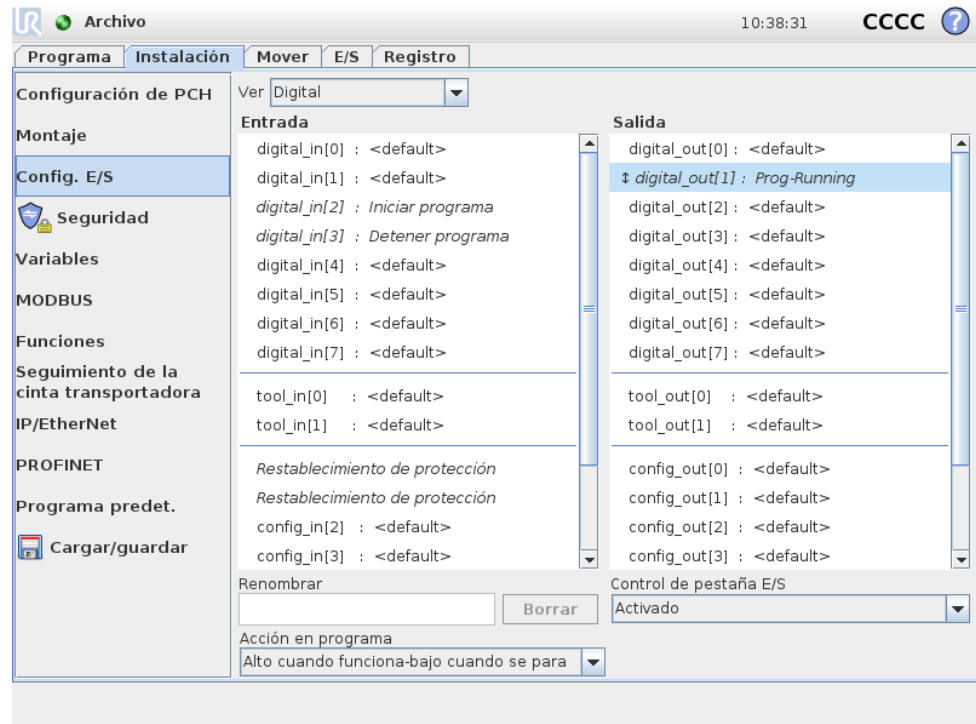 UR Archivo 10:38:31 CCCC ?
Programa Instalación Mover E/S Registro
Configuración de PCH
Montaje
Config. E/S
Seguridad
Variables
MODBUS
Funciones
Seguimiento de la
cinta transportadora
IP/EtherNet
PROFINET
Programa predet.
Cargar/guardar
Ver Digital
Entrada
digital_in[0] : <default>
digital_in[1] : <default>
digital_in[2] : Iniciar programa
digital_in[3] : Detener programa
digital_in[4] : <default>
digital_in[5] : <default>
digital_in[6] : <default>
digital_in[7] : <default>
tool_in[0] : <default>
tool_in[1] : <default>
Restablecimiento de protección
Restablecimiento de protección
config_in[2] : <default>
config_in[3] : <default>
Renombrar
Borrar
Acción en programa
Alto cuando funciona-bajo cuando se para
Salida
digital_out[0] : <default>
↕ digital_out[1] : Prog-Running
digital_out[2] : <default>
digital_out[3] : <default>
digital_out[4] : <default>
digital_out[5] : <default>
digital_out[6] : <default>
digital_out[7] : <default>
tool_out[0] : <default>
tool_out[1] : <default>
config_out[0] : <default>
config_out[1] : <default>
config_out[2] : <default>
config_out[3] : <default>
Control de pestaña E/S
Activado